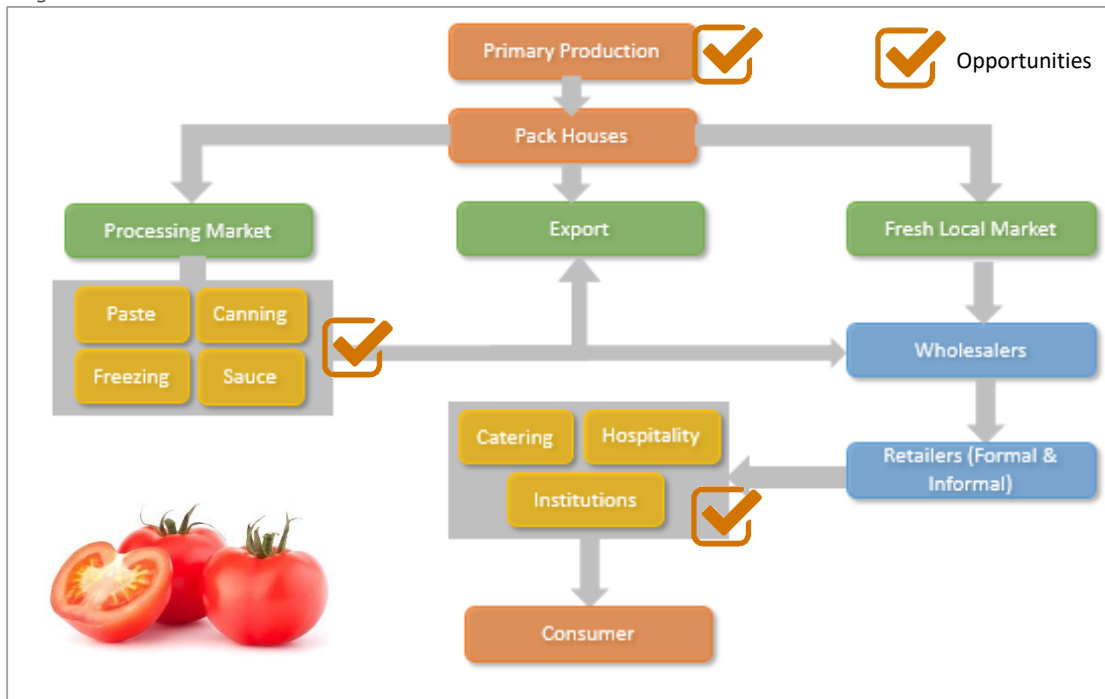 Primary Production
Opportunities
Pack Houses
Processing Market
Export
Fresh Local Market
Paste
Canning
Freezing
Sauce
Wholesalers
Catering
Hospitality
Institutions
Retailers (Formal &
Informal)
Consumer